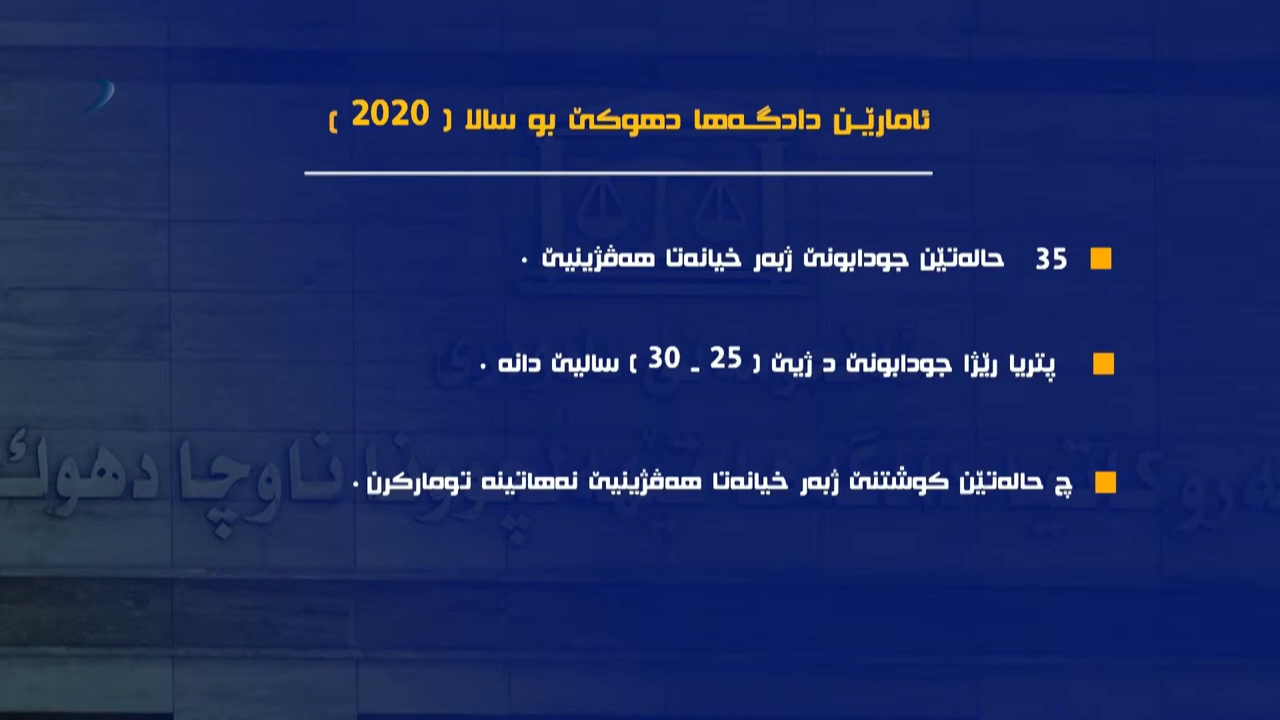 ئامارێن دادگەها دهوکێ بو سالا ( 2020 )
35 حالەتێن جودابونێ ژبەر خیانەتا هەڤژینیێ .
پتریا رێژا جودابونێ د ژیێ ( 25 ـ 30 ) سالیێ دانە .
چ حالەتێن کوشتنێ ژبەر خیانەتا هەڤژینیێ نەهاتینە تومارکرن .
ناوچا دهوك